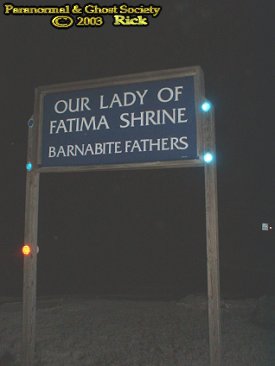 Paranormal & Ghost Society
© 2003 Rick
OUR LADY OF
FATIMA SHRINE
BARNABITE FATHERS